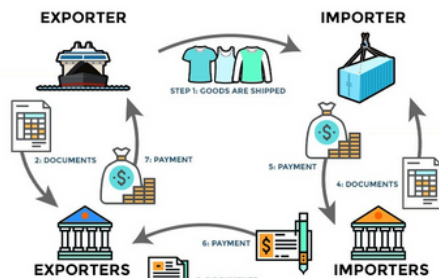 EXPORTER
IMPORTER
STEP 1: GOODS ARE SHIPPED
2: DOCUMENTS
7: PAYMENT
5: PAYMENT
4: DOCUMENTS
6: PAYMENT
EXPORTERS
IMPORTERS